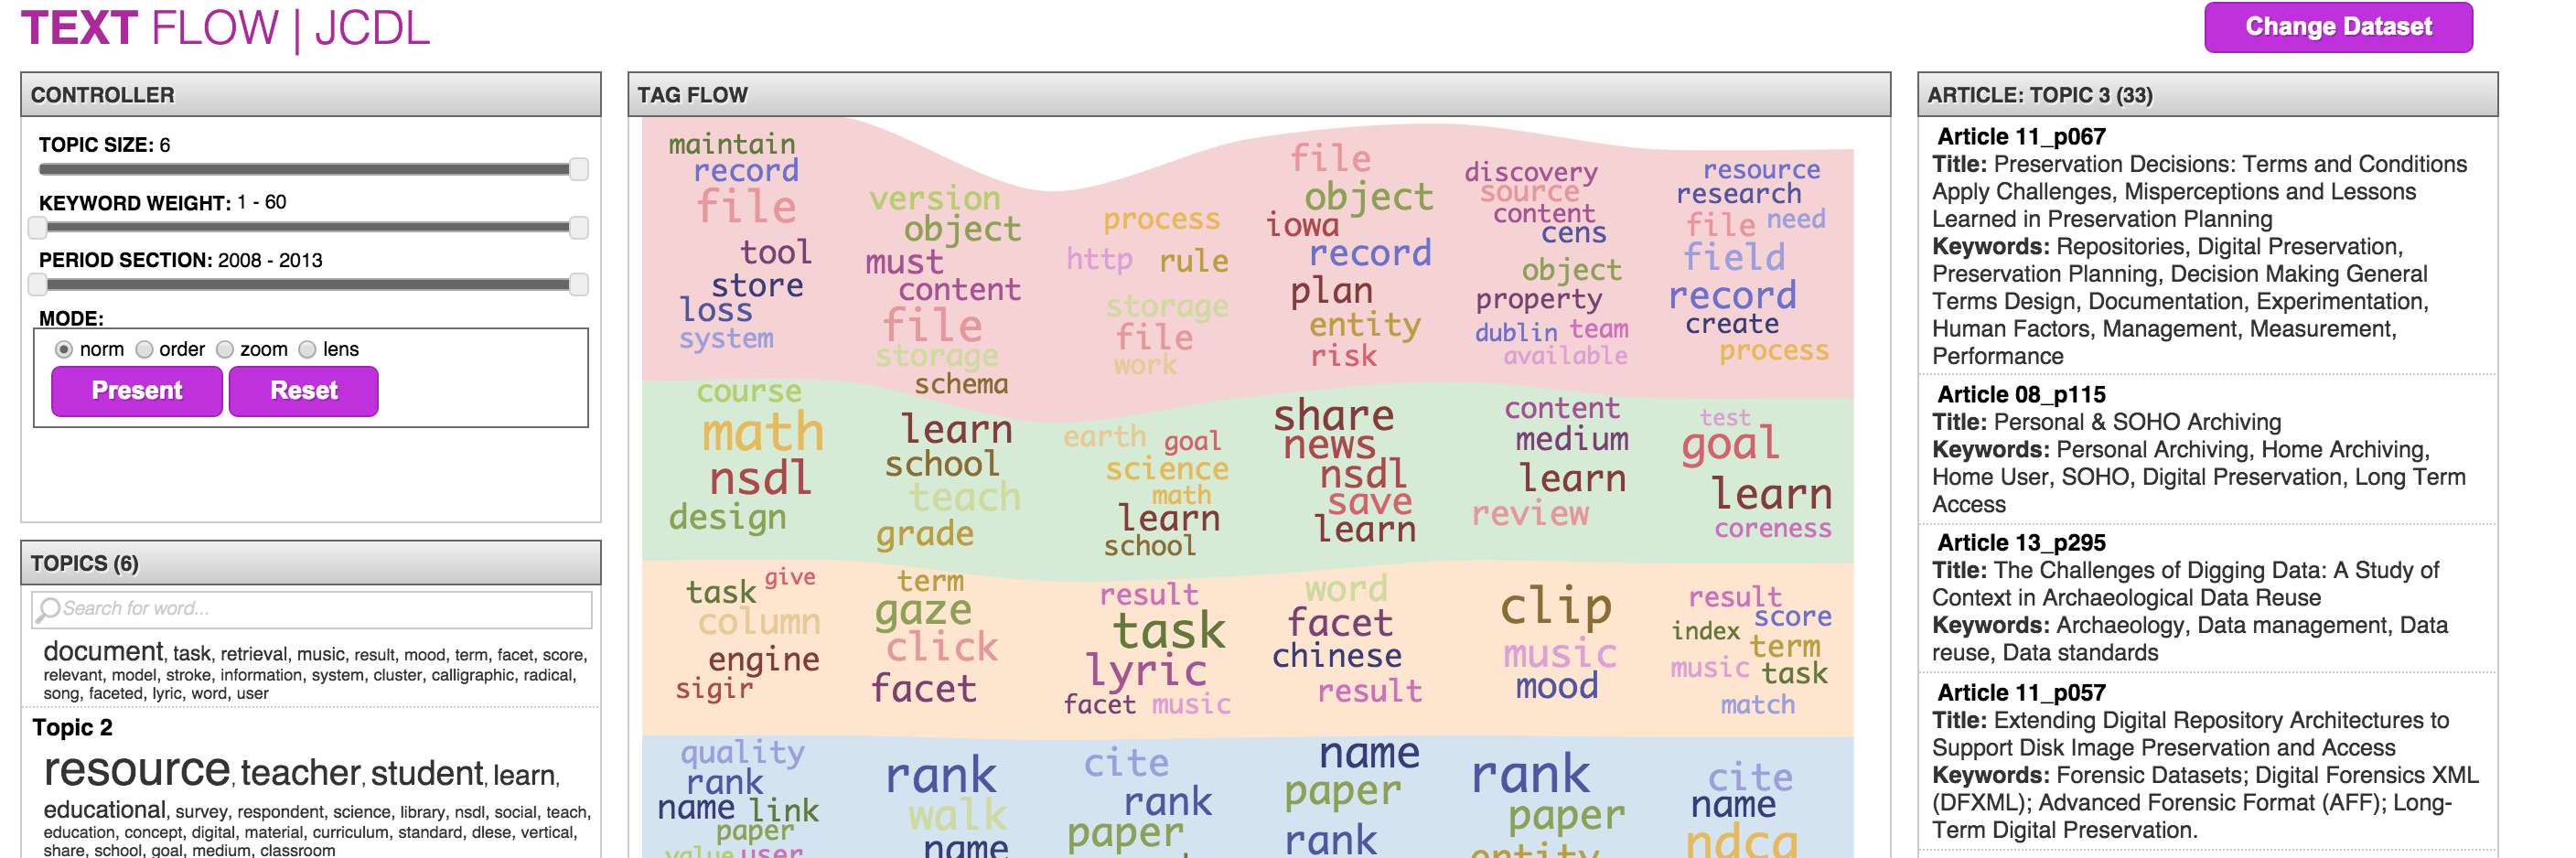 TEXT FLOW | JCDL
Change Dataset
CONTROLLER
TOPIC SIZE: 6
KEYWORD WEIGHT: 1 - 60
PERIOD SECTION: 2008 - 2013
MODE:
norm order zoom lens
Present Reset
TOPICS (6)
Search for word...
document, task, retrieval, music, result, mood, term, facet, score,
relevant, model, stroke, information, system, cluster, calligraphic, radical,
song, faceted, lyric, word, user
Topic 2
resource, teacher, student, learn,
educational, survey, respondent, science, library, nsdl, social, teach,
education, concept, digital, material, curriculum, standard, dlese, vertical,
share, school, goal, medium, classroom
TAG FLOW
maintain
record
file
tool
store
loss
system
version
object
must
content
file
storage
schema
process
http rule
storage
file
work
file
object
iowa
record
plan
entity
risk
discovery
source
content
cens
object
property
dublin team
available
resource
research
file need
field
record
create
process
course
math
nsdl
design
learn
school
teach
grade
earth goal
science
math
learn
school
share
news
nsdl
save
learn
content
medium
learn
review
test
goal
learn
coreness
task give
column
engine
sigir
term
gaze
click
facet
result
task
lyric
facet music
word
facet
chinese
result
clip
music
mood
result
score
index
term
music task
match
quality
rank
name link
paper
value user
rank
walk
name
cite
rank
paper
name
paper
rank
rank
paper
entity
cite
name
ndcg
ARTICLE: TOPIC 3 (33)
Article 11_p067
Title: Preservation Decisions: Terms and Conditions
Apply Challenges, Misperceptions and Lessons
Learned in Preservation Planning
Keywords: Repositories, Digital Preservation,
Preservation Planning, Decision Making General
Terms Design, Documentation, Experimentation,
Human Factors, Management, Measurement,
Performance
Article 08_p115
Title: Personal & SOHO Archiving
Keywords: Personal Archiving, Home Archiving,
Home User, SOHO, Digital Preservation, Long Term
Access
Article 13_p295
Title: The Challenges of Digging Data: A Study of
Context in Archaeological Data Reuse
Keywords: Archaeology, Data management, Data
reuse, Data standards
Article 11_p057
Title: Extending Digital Repository Architectures to
Support Disk Image Preservation and Access
Keywords: Forensic Datasets; Digital Forensics XML
(DFXML); Advanced Forensic Format (AFF); Long-
Term Digital Preservation.